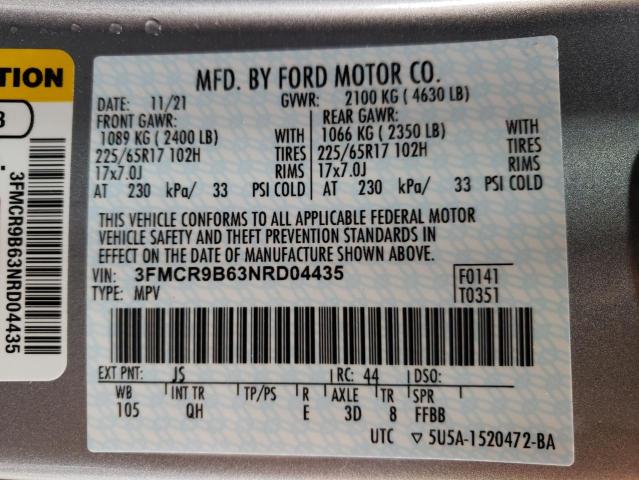 MFD. BY FORD MOTOR CO.
DATE: 11/21 GVWR: 2100 KG ( 4630 LB)
FRONT GAWR: REAR GAWR:
1089 KG ( 2400 LB) WITH 1066 KG ( 2350 LB) WITH
225/65R17 102H TIRES 225/65R17 102H TIRES
17x7.0J RIMS 17x7.0J RIMS
AT 230 kPa/ 33 PSI COLD AT 230 kPa/ 33 PSI COLD
THIS VEHICLE CONFORMS TO ALL APPLICABLE FEDERAL MOTOR
VEHICLE SAFETY AND THEFT PREVENTION STANDARDS IN
EFFECT ON THE DATE OF MANUFACTURE SHOWN ABOVE.
VIN: 3FMCR9B63NRD04435 F0141
TYPE: MPV T0351
EXT PNT: JS RC: 44 DSO:
WB INT TR TP/PS R AXLE TR SPR
105 QH E 3D 8 FFBB
UTC 5U5A-1520472-BA
TION
3
3FMCR9B63NRD04435